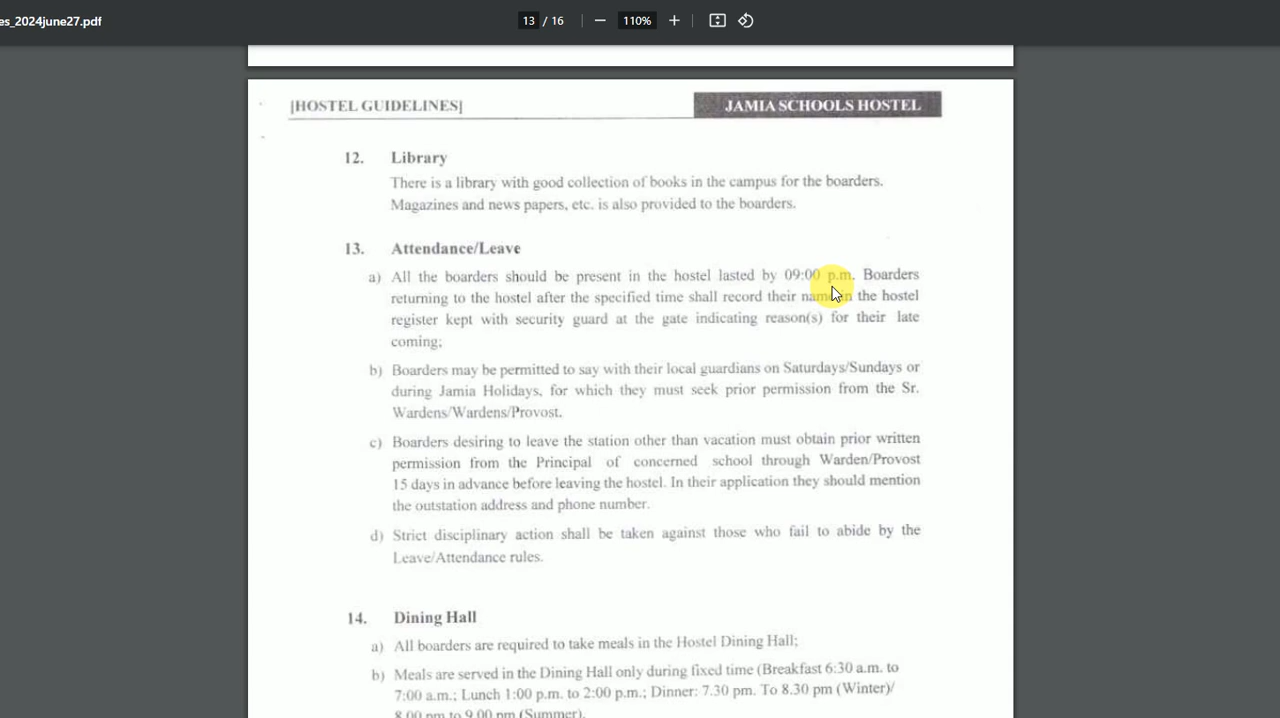 es_2024june27.pdf
13 / 16
110%
|HOSTEL GUIDELINES|
JAMIA SCHOOLS HOSTEL
12. Library
There is a library with good collection of books in the campus for the boarders.
Magazines and news papers, etc. is also provided to the boarders.
13. Attendance/Leave
a) All the boarders should be present in the hostel lasted by 09:00 p.m. Boarders
returning to the hostel after the specified time shall record their name in the hostel
register kept with security guard at the gate indicating reason(s) for their late
coming;
b) Boarders may be permitted to say with their local guardians on Saturdays/Sundays or
during Jamia Holidays, for which they must seek prior permission from the Sr.
Wardens/Wardens/Provost.
c) Boarders desiring to leave the station other than vacation must obtain prior written
permission from the Principal of concerned school through Warden/Provost
15 days in advance before leaving the hostel. In their application they should mention
the outstation address and phone number.
d) Strict disciplinary action shall be taken against those who fail to abide by the
Leave/Attendance rules.
14. Dining Hall
a) All boarders are required to take meals in the Hostel Dining Hall;
b) Meals are served in the Dining Hall only during fixed time (Breakfast 6:30 a.m. to
7:00 a.m.; Lunch 1:00 p.m. to 2:00 p.m.; Dinner: 7.30 pm. To 8.30 pm (Winter)/
8.00 pm to 9.00 pm (Summer).